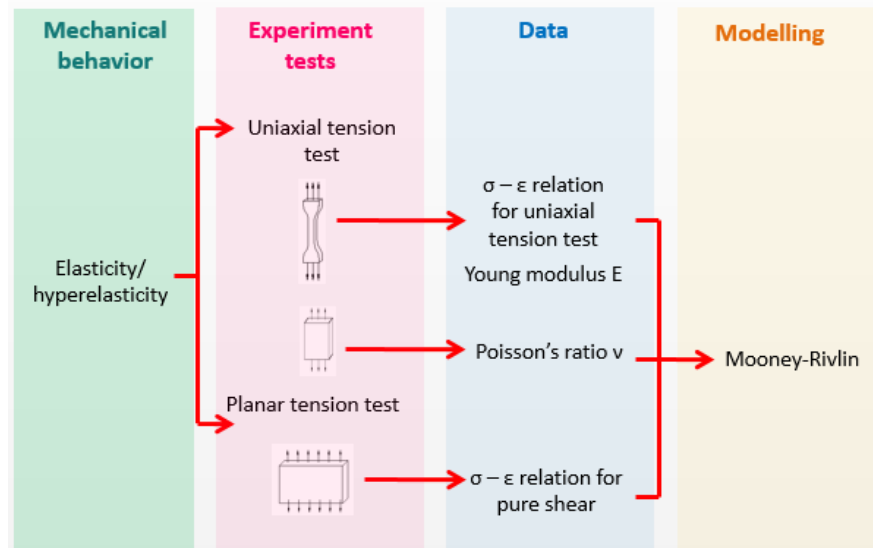 Mechanical
behavior
Experiment
tests
Data
Modelling
Uniaxial tension
test
σ – ε relation
for uniaxial
tension test
Young modulus E
Elasticity/
hyperelasticity
Poisson's ratio ν
Mooney-Rivlin
Planar tension test
σ – ε relation for
pure shear